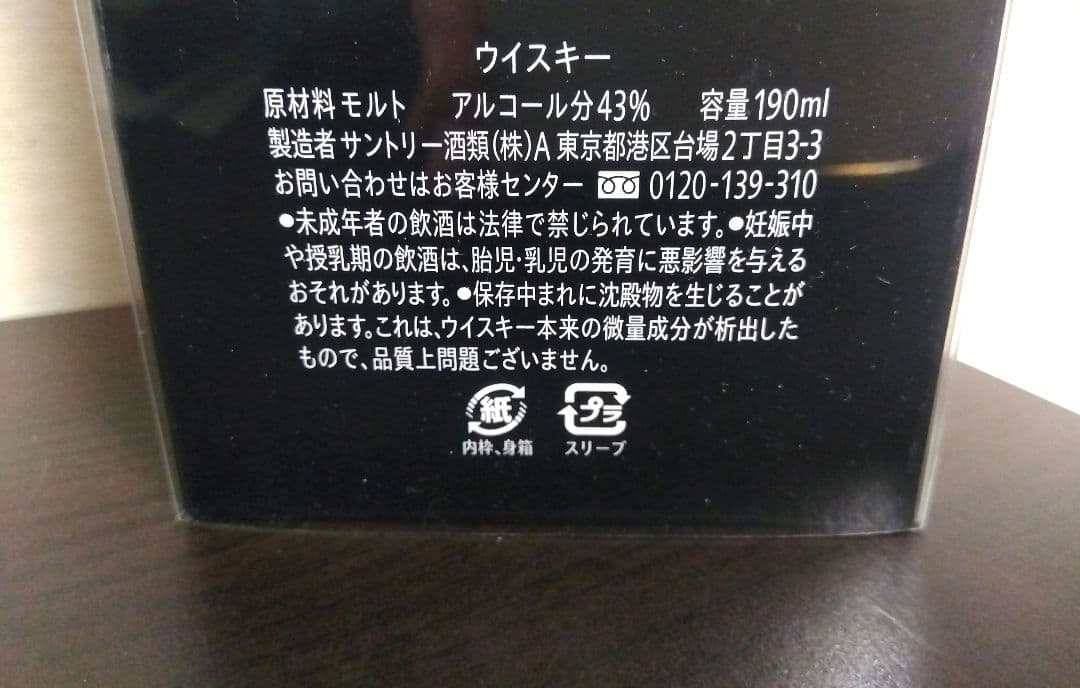 ウイスキー
原材料 モルト アルコール分43% 容量190ml
製造者 サントリー酒類(株)A 東京都港区台場2丁目3-3
お問い合わせはお客様センター 0120-139-310
●未成年者の飲酒は法律で禁じられています。●妊娠中
や授乳期の飲酒は、胎児・乳児の発育に悪影響を与える
おそれがあります。●保存中まれに沈殿物を生じることが
あります。これは、ウイスキー本来の微量成分が析出した
もので、品質上問題ございません。
紙 プラ
内枠、身箱 スリーブ